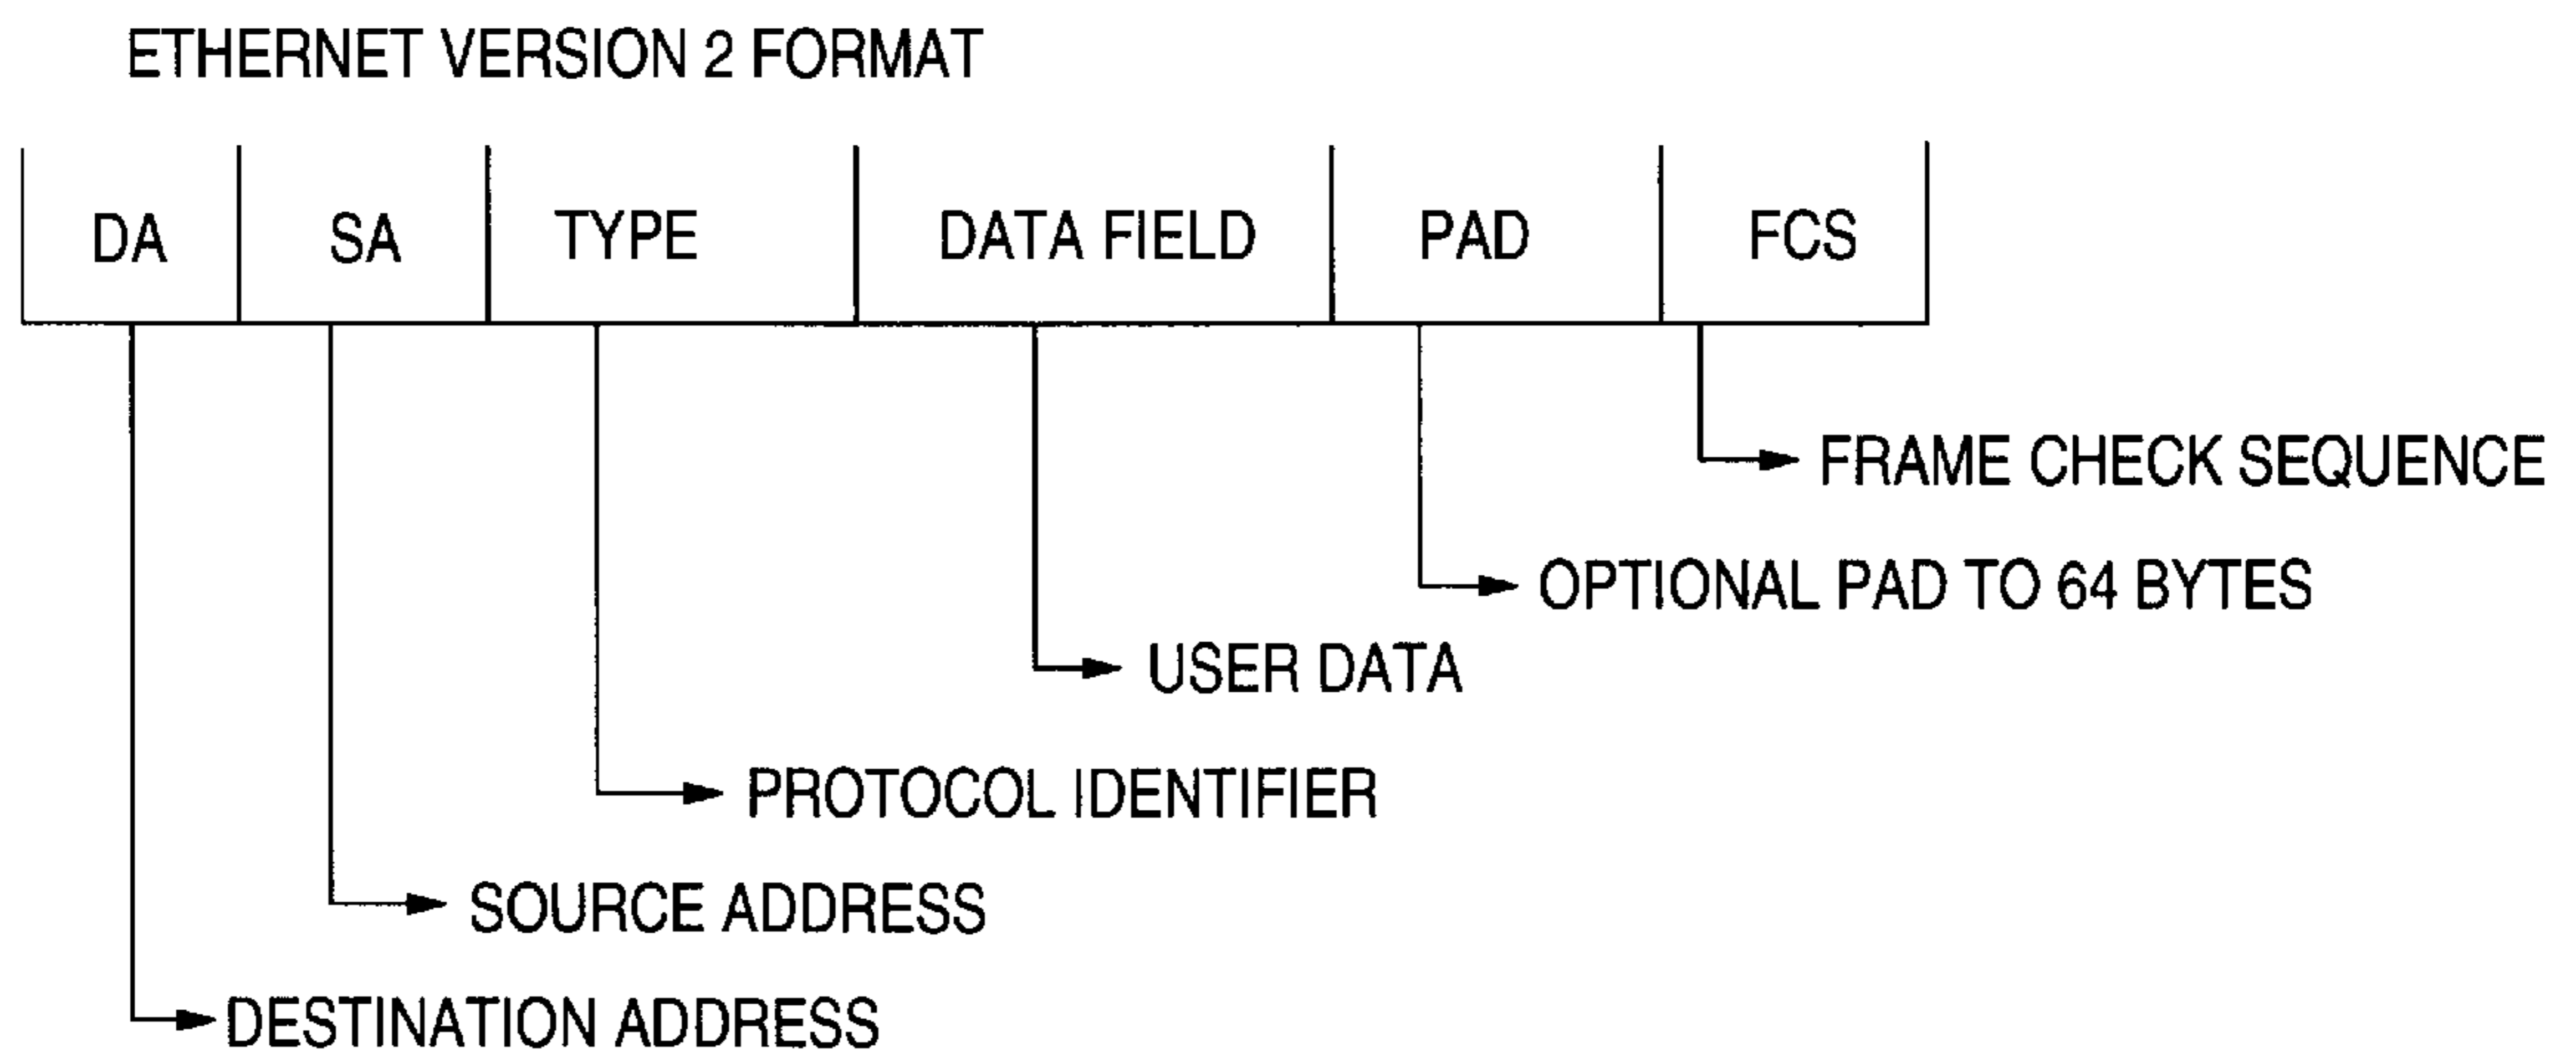 ETHERNET VERSION 2 FORMAT
DA SA TYPE DATA FIELD PAD FCS
FRAME CHECK SEQUENCE
OPTIONAL PAD TO 64 BYTES
USER DATA
PROTOCOL IDENTIFIER
SOURCE ADDRESS
DESTINATION ADDRESS